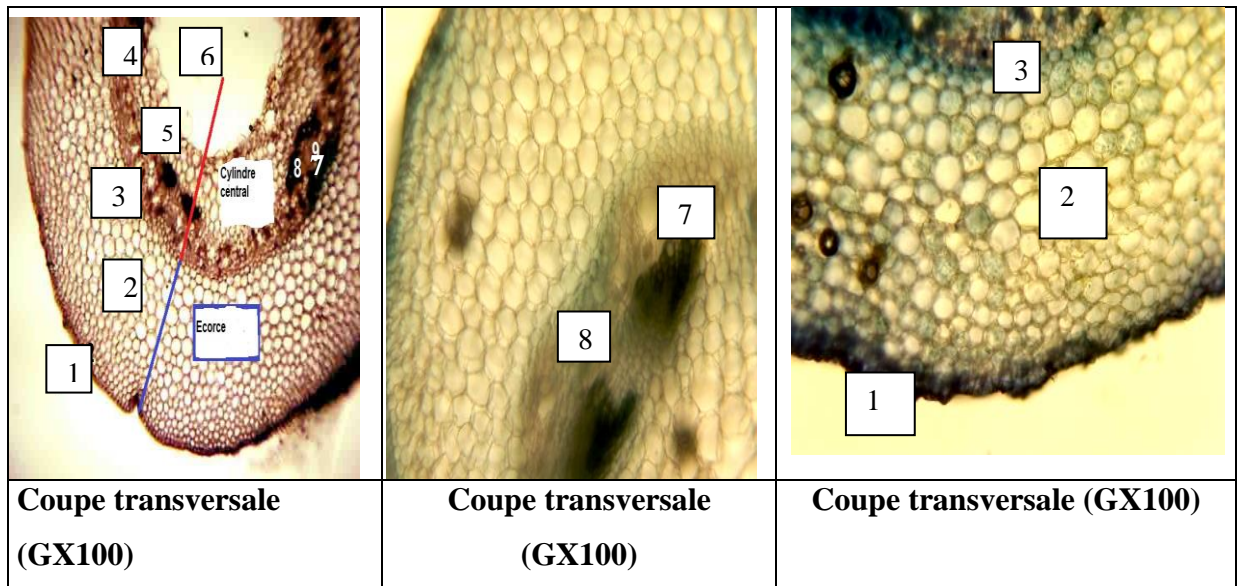 4
6
5
3
2
1
Cylindre
central
8
9
7
Ecorce
7
8
3
2
1
Coupe transversale
(GX100)
Coupe transversale
(GX100)
Coupe transversale (GX100)